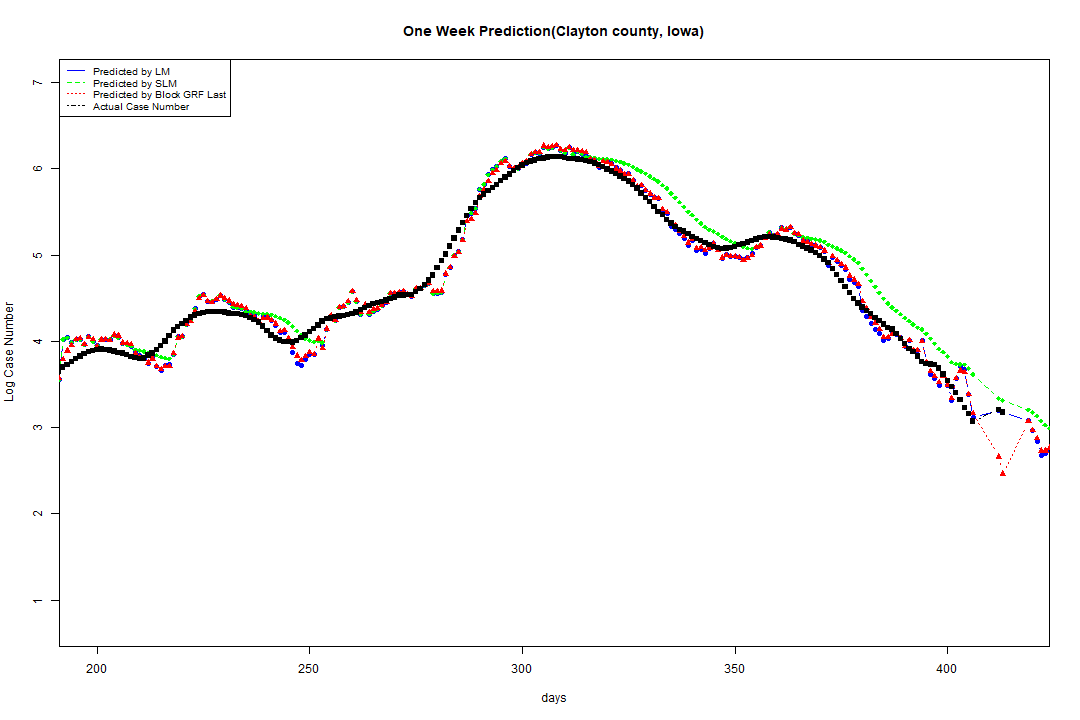 One Week Prediction(Clayton county, Iowa)
Predicted by LM
Predicted by SLM
Predicted by Block GRF Last
Actual Case Number
7
6
5
4
3
2
1
Log Case Number
200 250 300 350 400
days